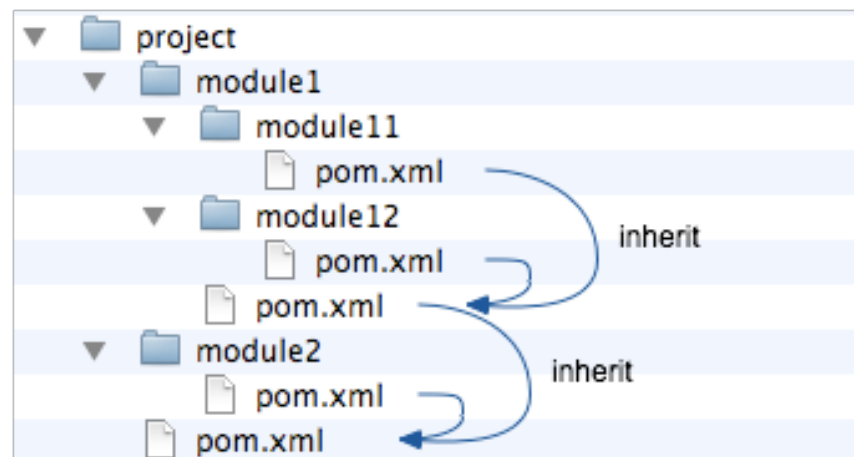 project
module1
module11
pom.xml
module12
inherit
pom.xml
pom.xml
module2
inherit
pom.xml
pom.xml